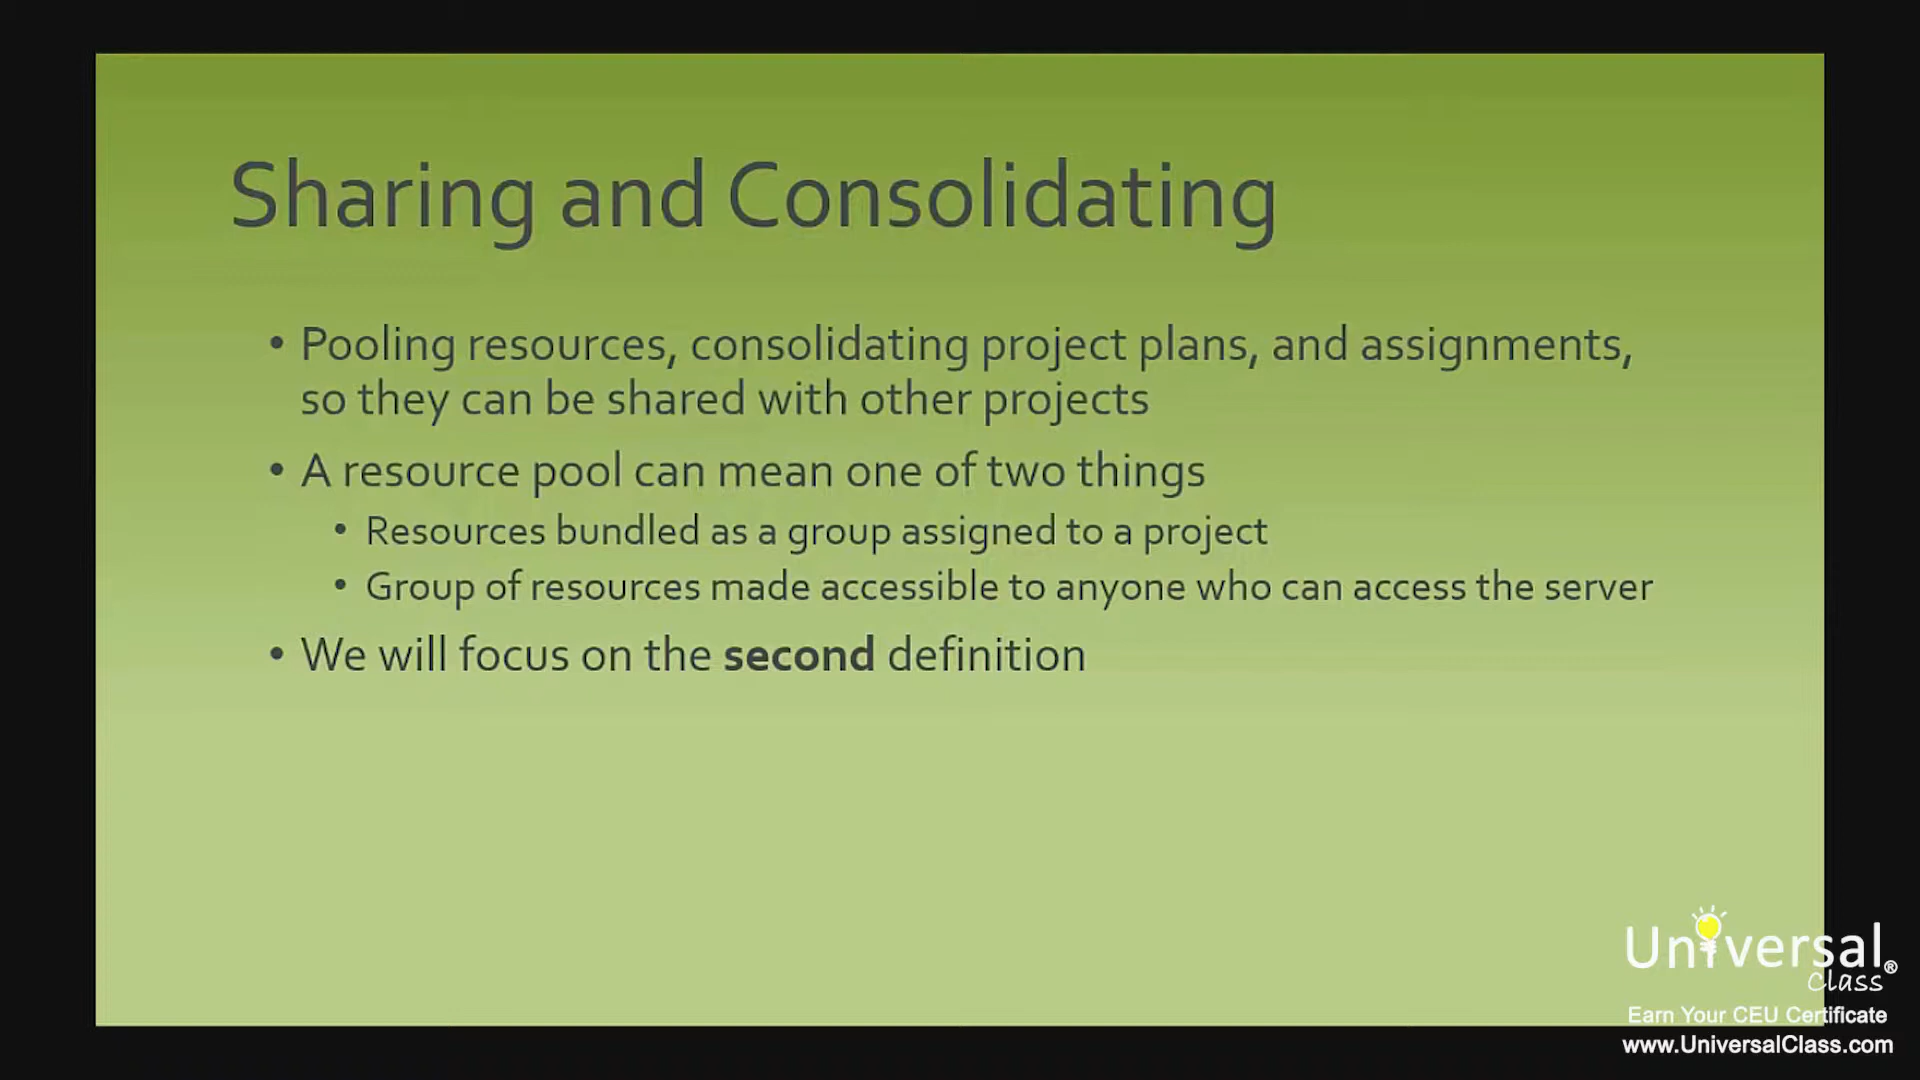 Sharing and Consolidating
• Pooling resources, consolidating project plans, and assignments,
so they can be shared with other projects
• A resource pool can mean one of two things
• Resources bundled as a group assigned to a project
• Group of resources made accessible to anyone who can access the server
• We will focus on the second definition
Universal®
Class
Earn Your CEU Certificate
www.UniversalClass.com